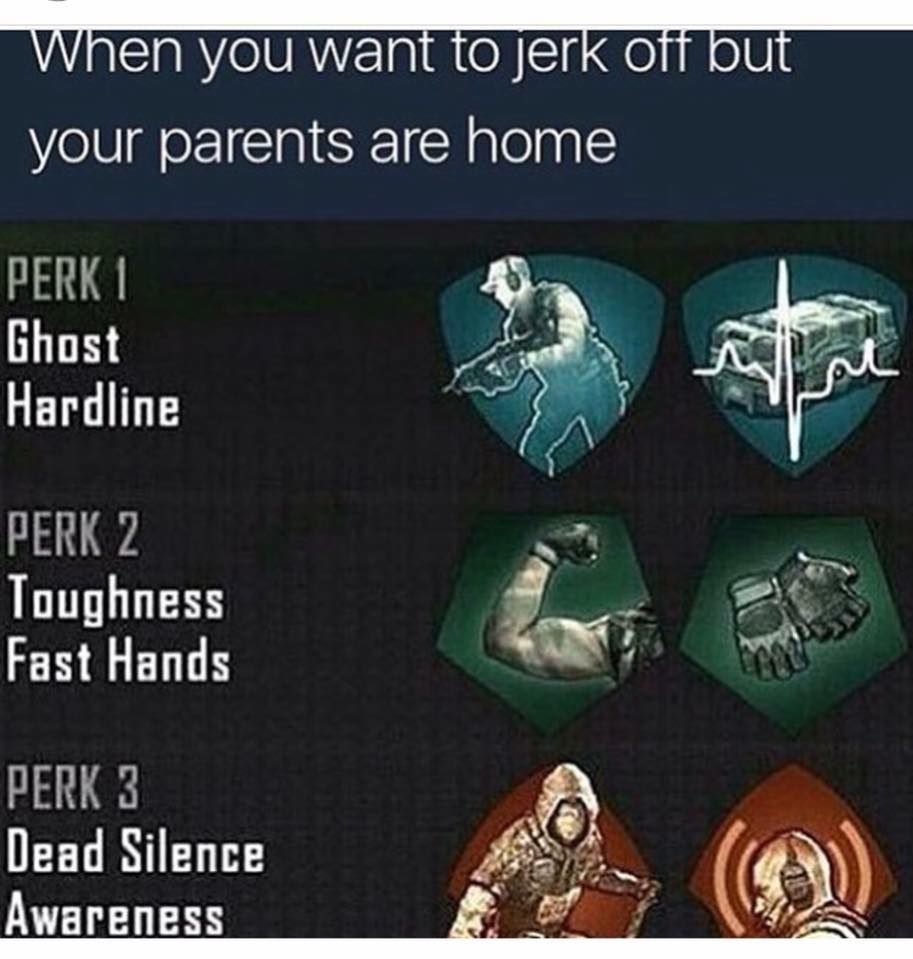 When you want to jerk off but
your parents are home
PERK 1
Ghost
Hardline
PERK 2
Toughness
Fast Hands
PERK 3
Dead Silence
Awareness